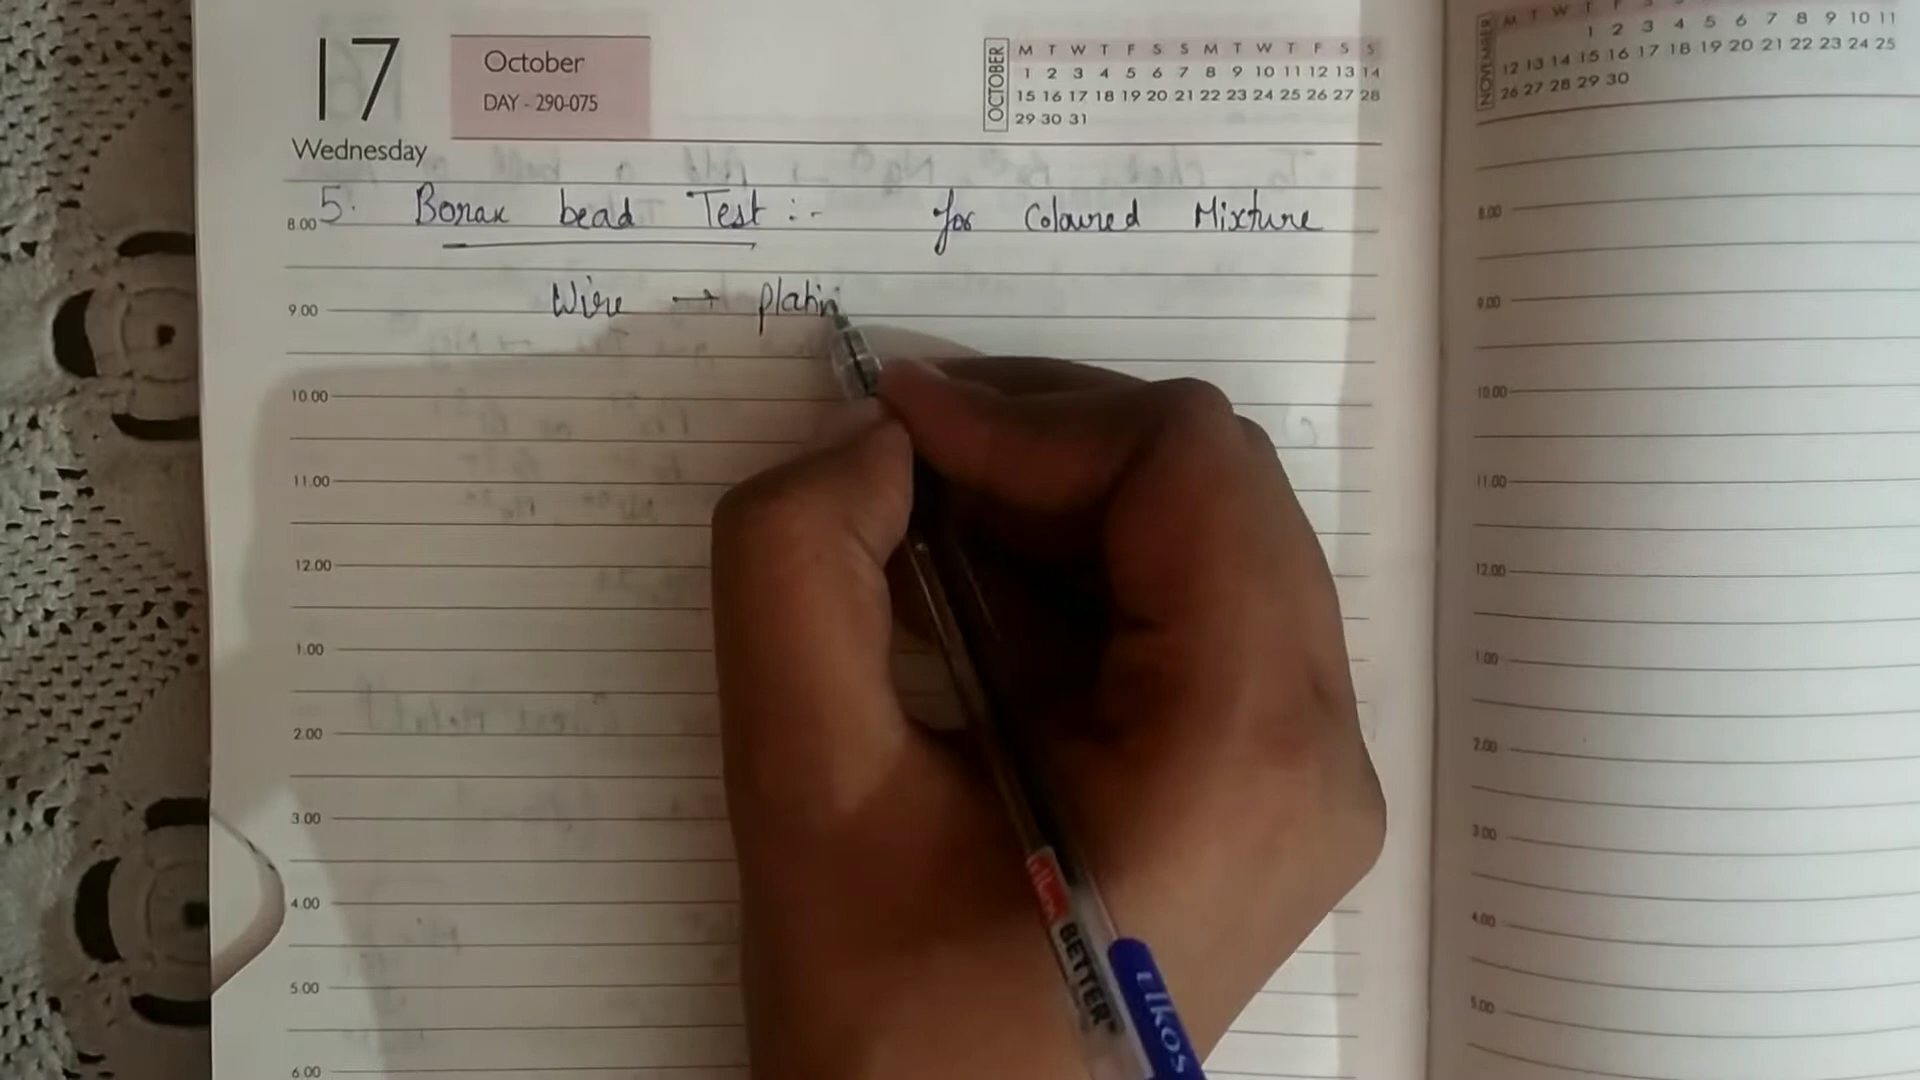 17
October
DAY - 290-075
Wednesday
OCTOBER
M T W T F S S M T W T F S S
1 2 3 4 5 6 7 8 9 10 11 12 13 14
15 16 17 18 19 20 21 22 23 24 25 26 27 28
29 30 31
NOVEMBER
M T W T F S
1 2 3 4 5 6 7 8 9 10 11
12 13 14 15 16 17 18 19 20 21 22 23 24 25
26 27 28 29 30
5. Borax bead Test :- for Coloured Mixture
8.00
Wire → platin
9.00
10.00
11.00
12.00
1.00
2.00
3.00
4.00
5.00
6.00
8.00
9.00
10.00
11.00
12.00
1.00
2.00
3.00
4.00
5.00
elkos BETTER
elkos